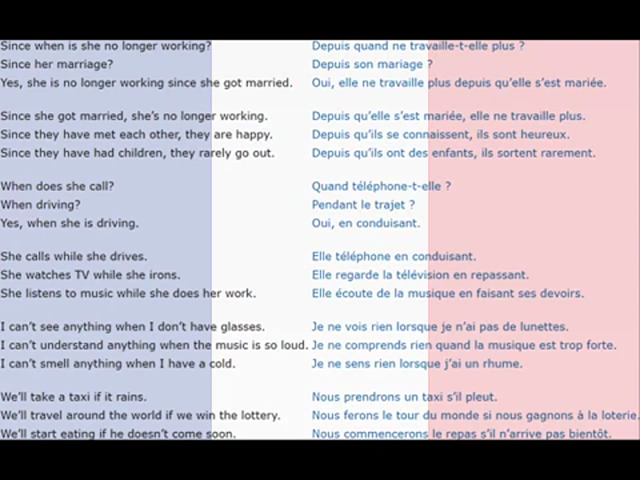 Since when is she no longer working? Depuis quand ne travaille-t-elle plus ?
Since her marriage? Depuis son mariage ?
Yes, she is no longer working since she got married. Oui, elle ne travaille plus depuis qu’elle s’est mariée.
Since she got married, she’s no longer working. Depuis qu’elle s’est mariée, elle ne travaille plus.
Since they have met each other, they are happy. Depuis qu’ils se connaissent, ils sont heureux.
Since they have had children, they rarely go out. Depuis qu’ils ont des enfants, ils sortent rarement.
When does she call? Quand téléphone-t-elle ?
When driving? Pendant le trajet ?
Yes, when she is driving. Oui, en conduisant.
She calls while she drives. Elle téléphone en conduisant.
She watches TV while she irons. Elle regarde la télévision en repassant.
She listens to music while she does her work. Elle écoute de la musique en faisant ses devoirs.
I can’t see anything when I don’t have glasses. Je ne vois rien lorsque je n’ai pas de lunettes.
I can’t understand anything when the music is so loud. Je ne comprends rien quand la musique est trop forte.
I can’t smell anything when I have a cold. Je ne sens rien lorsque j’ai un rhume.
We’ll take a taxi if it rains. Nous prendrons un taxi s’il pleut.
We’ll travel around the world if we win the lottery. Nous ferons le tour du monde si nous gagnons à la loterie.
We’ll start eating if he doesn’t come soon. Nous commencerons le repas s’il n’arrive pas bientôt.